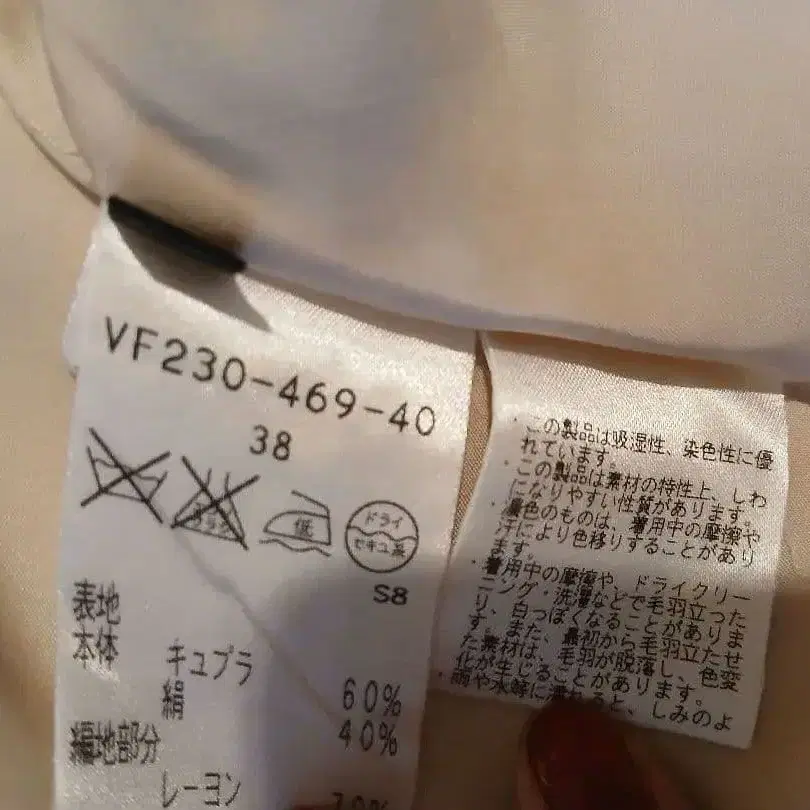 VF230-469-40
38
エンソ
サラシ
低
ドライ
セキユ系
S8
表地
本体
キュプラ 60%
絹 40%
編地部分
レーヨン 70%
・この製品は吸湿性、染色性に優
れています。
・この製品は素材の特性上、しわ
になりやすい性質があります。
・濃色のものは、着用中の摩擦や
汗により色移りすることがあり
ます。
・着用中の摩擦や、ドライクリー
ニング・洗濯などで毛羽立った
り、白っぽくなることがありま
す。また、最初から毛羽立たせ
た素材は、毛羽が脱落し、色変
化が生じることがあります。
・雨や水等に濡れると、しみのよ